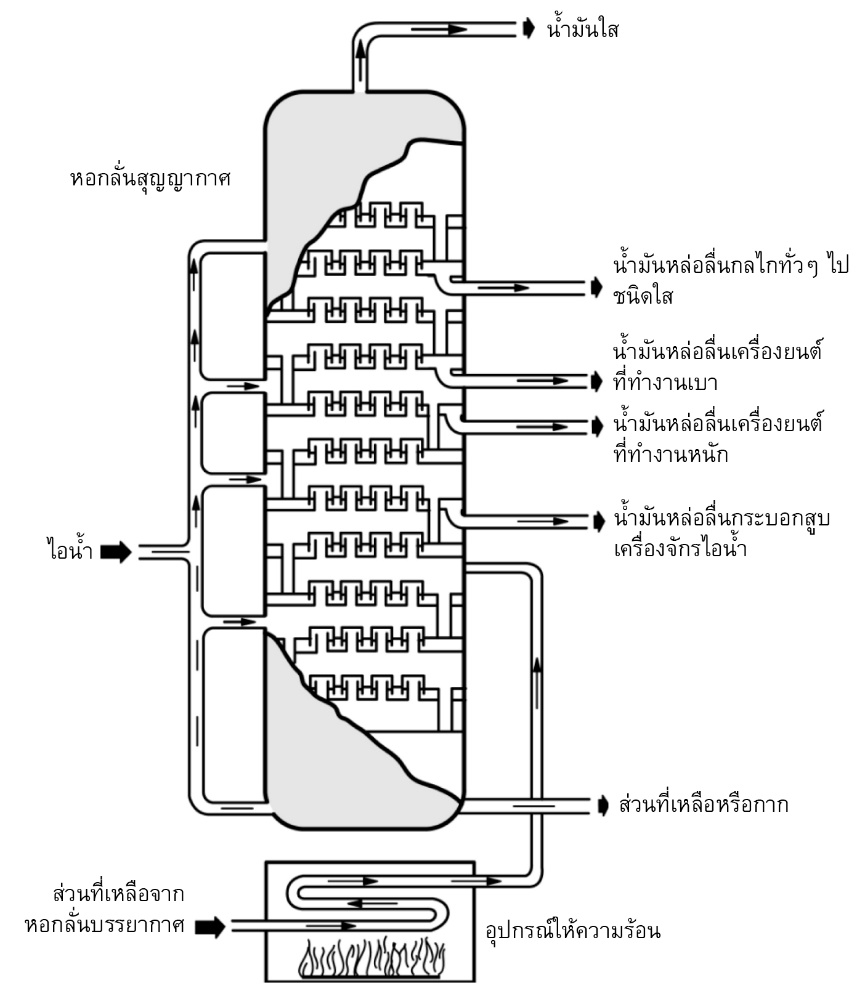 น้ำมันใส
หอกลั่นสุญญากาศ
น้ำมันหล่อลื่นกลไกทั่วๆ ไป
ชนิดใส
น้ำมันหล่อลื่นเครื่องยนต์
ที่ทำงานเบา
น้ำมันหล่อลื่นเครื่องยนต์
ที่ทำงานหนัก
น้ำมันหล่อลื่นกระบอกสูบ
เครื่องจักรไอน้ำ
ไอน้ำ
ส่วนที่เหลือหรือกาก
ส่วนที่เหลือจาก
หอกลั่นบรรยากาศ
อุปกรณ์ให้ความร้อน